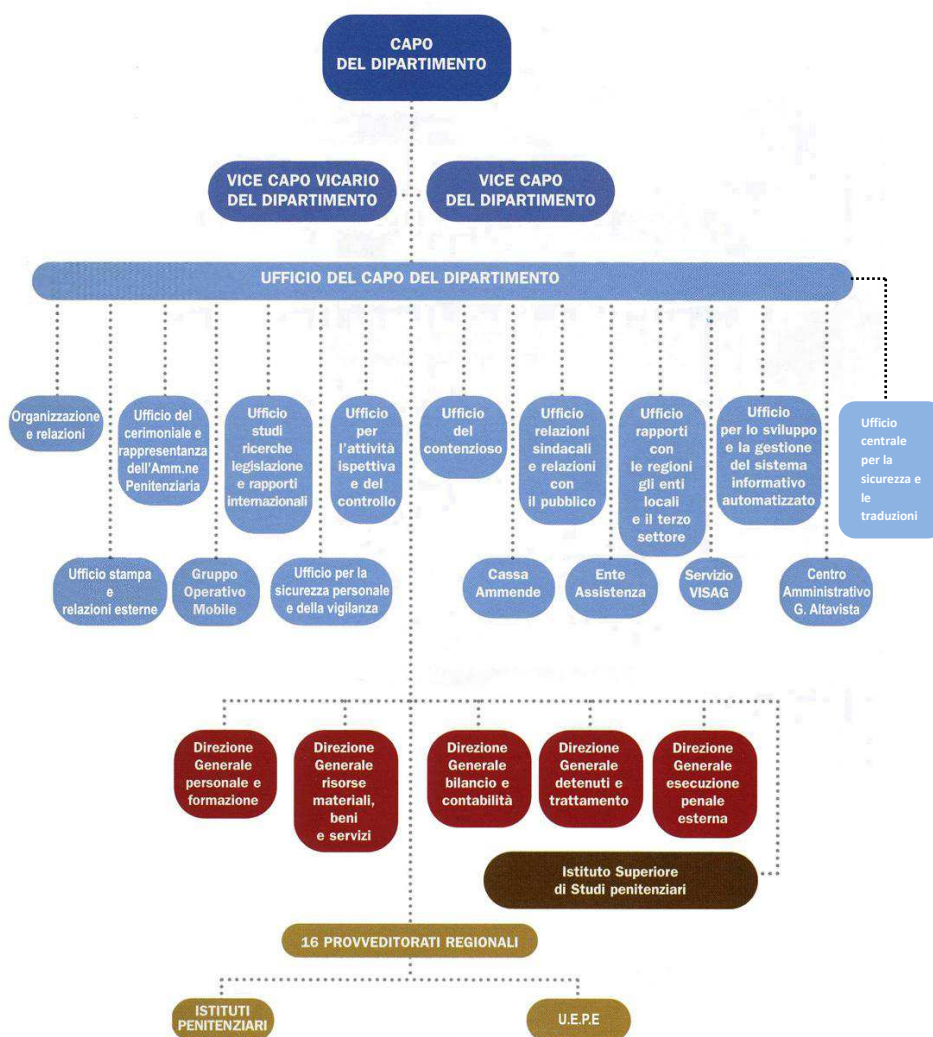 CAPO
DEL DIPARTIMENTO
VICE CAPO VICARIO
DEL DIPARTIMENTO
VICE CAPO
DEL DIPARTIMENTO
UFFICIO DEL CAPO DEL DIPARTIMENTO
Organizzazione
e relazioni
Ufficio del
cerimoniale e
rappresentanza
dell'Amm.ne
Penitenziaria
Ufficio
studi
ricerche
legislazione
e rapporti
internazionali
Ufficio
per
l'attività
ispettiva
e del
controllo
Ufficio
del
contenzioso
Ufficio
relazioni
sindacali
e relazioni
con
il pubblico
Ufficio
rapporti
con
le regioni
gli enti
locali
e il terzo
settore
Ufficio
per lo sviluppo
e la gestione
del sistema
informativo
automatizzato
Ufficio
centrale
per la
sicurezza e
le
traduzioni
Ufficio stampa
e
relazioni esterne
Gruppo
Operativo
Mobile
Ufficio per la
sicurezza personale
e della vigilanza
Cassa
Ammende
Ente
Assistenza
Servizio
VISAG
Centro
Amministrativo
G. Altavista
Direzione
Generale
personale e
formazione
Direzione
Generale
risorse
materiali,
beni
e servizi
Direzione
Generale
bilancio e
contabilità
Direzione
Generale
detenuti e
trattamento
Direzione
Generale
esecuzione
penale
esterna
Istituto Superiore
di Studi penitenziari
16 PROVVEDITORATI REGIONALI
ISTITUTI
PENITENZIARI
U.E.P.E